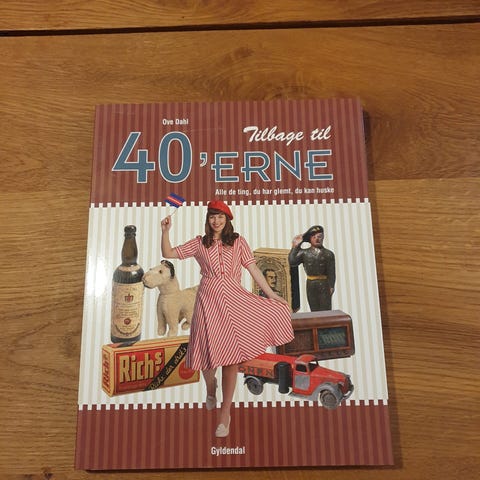 Ove Dahl
Tilbage til
40'ERNE
Alle de ting, du har glemt, du kan huske
Rich's
Gyldendal